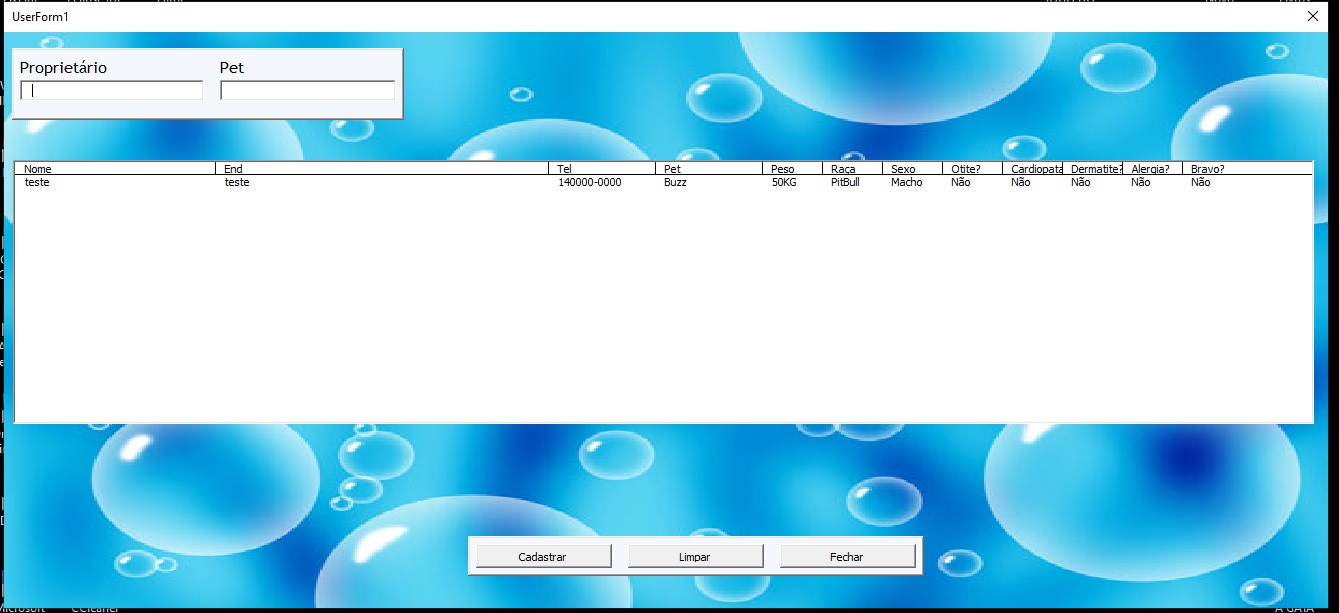 UserForm1
Proprietário Pet
Nome End Tel Pet Peso Raça Sexo Otite? Cardiopata Dermatite? Alergia? Bravo?
teste teste 140000-0000 Buzz 50KG PitBull Macho Não Não Não Não Não
Cadastrar Limpar Fechar